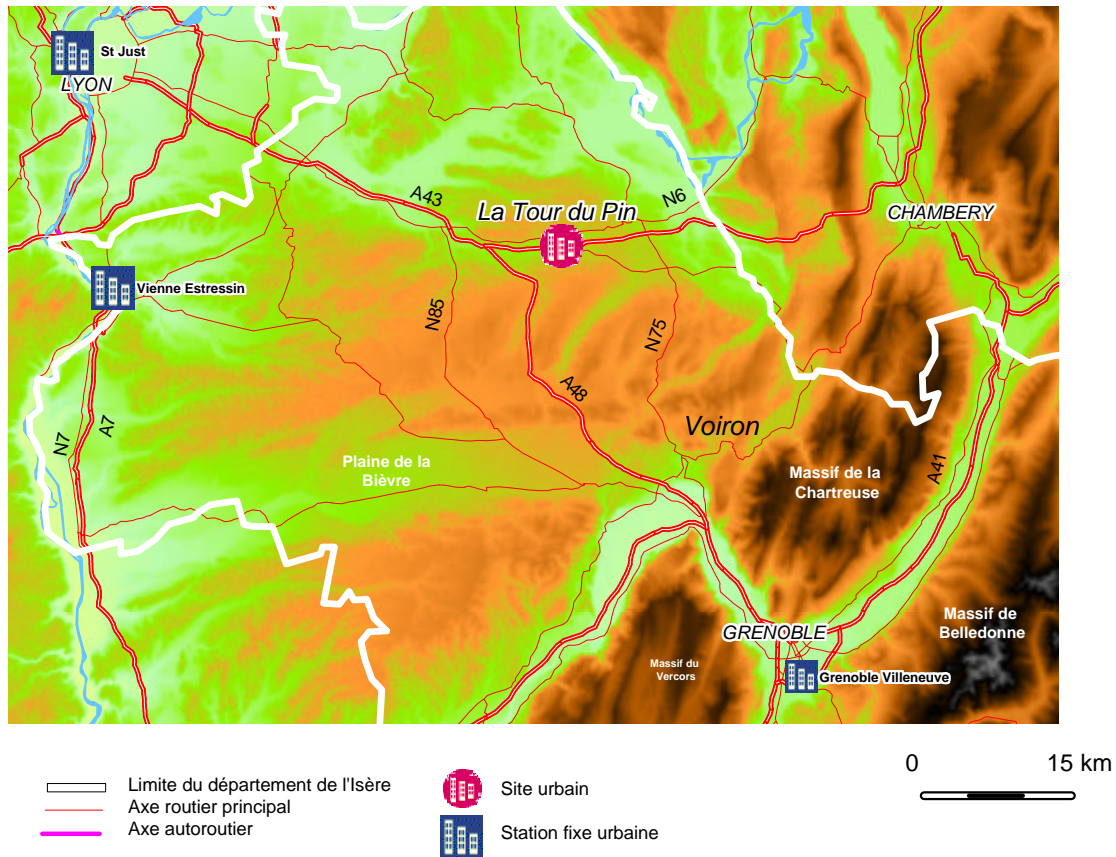 St Just
LYON
A43
La Tour du Pin
N6
CHAMBERY
Vienne Estressin
N85
N75
A48
Voiron
N7
A7
Plaine de la
Bièvre
Massif de la
Chartreuse
A41
GRENOBLE
Massif de
Belledonne
Massif du
Vercors
Grenoble Villeneuve
Limite du département de l'Isère
Axe routier principal
Axe autoroutier
Site urbain
Station fixe urbaine
0 15 km